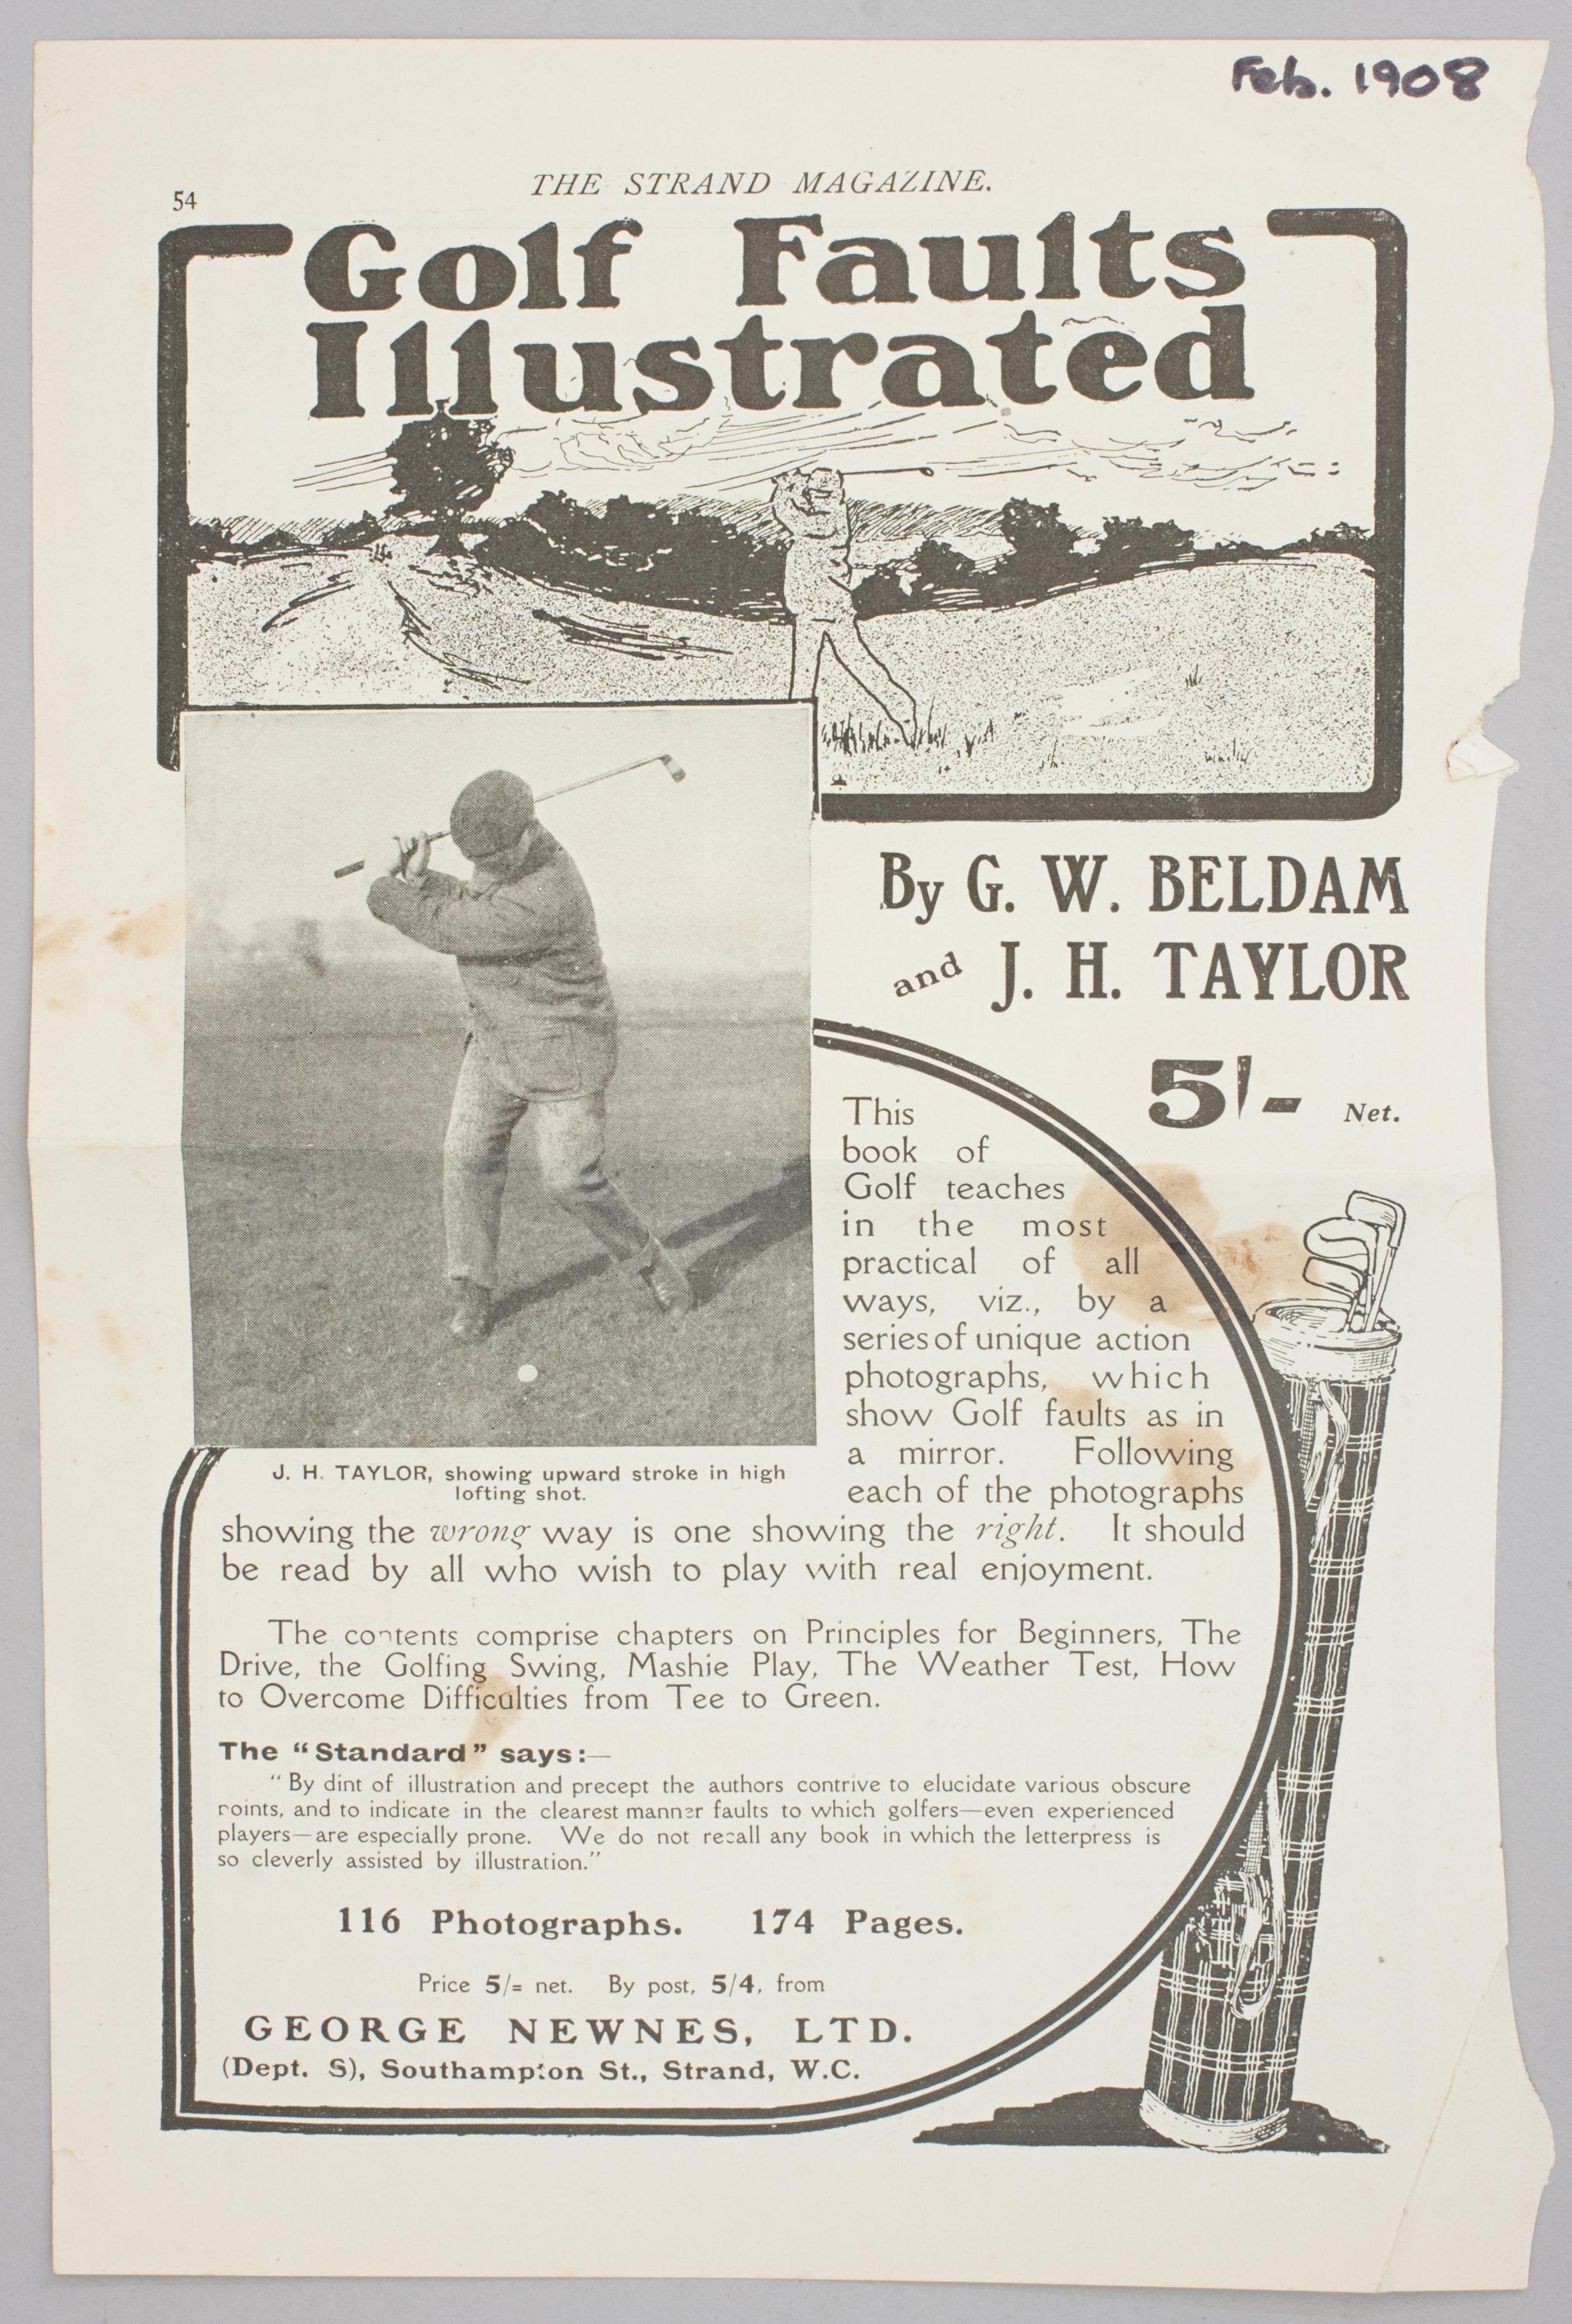 Feb. 1908
54
THE STRAND MAGAZINE.
Golf Faults
Illustrated
By G. W. BELDAM
and J. H. TAYLOR
5/- Net.
This
book of
Golf teaches
in the most
practical of all
ways, viz., by a
series of unique action
photographs, which
show Golf faults as in
a mirror. Following
each of the photographs
J. H. TAYLOR, showing upward stroke in high
lofting shot.
showing the wrong way is one showing the right. It should
be read by all who wish to play with real enjoyment.
The contents comprise chapters on Principles for Beginners, The
Drive, the Golfing Swing, Mashie Play, The Weather Test, How
to Overcome Difficulties from Tee to Green.
The "Standard" says:—
"By dint of illustration and precept the authors contrive to elucidate various obscure
points, and to indicate in the clearest manner faults to which golfers—even experienced
players—are especially prone. We do not recall any book in which the letterpress is
so cleverly assisted by illustration."
116 Photographs. 174 Pages.
Price 5/= net. By post, 5/4, from
GEORGE NEWNES, LTD.
(Dept. S), Southampton St., Strand, W.C.